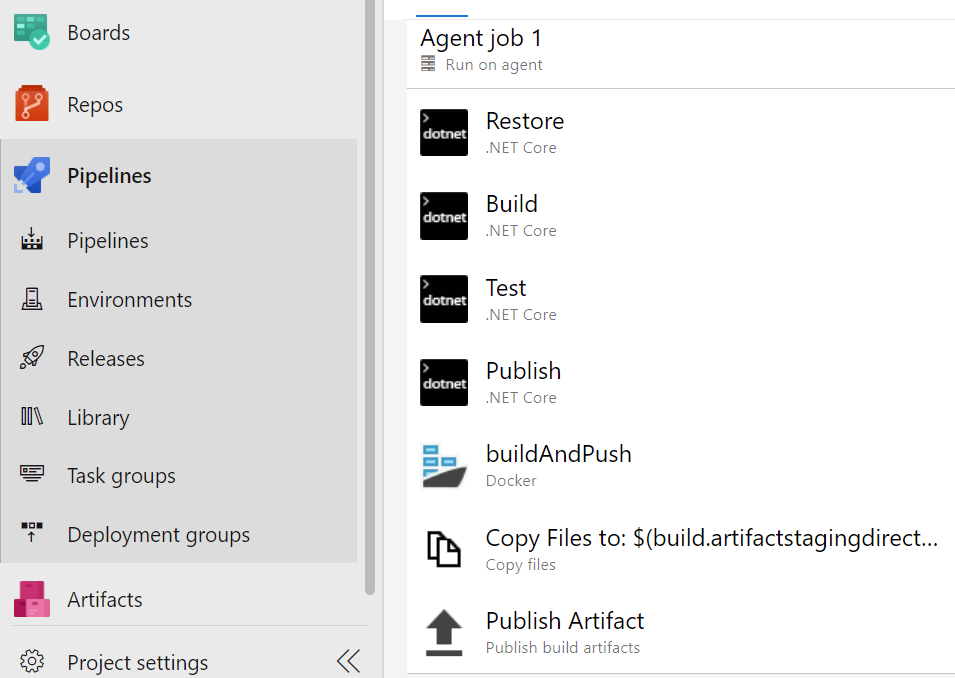 Boards
Repos
Pipelines
Pipelines
Environments
Releases
Library
Task groups
Deployment groups
Artifacts
Project settings
Agent job 1
Run on agent
>
dotnet
Restore
.NET Core
>
dotnet
Build
.NET Core
>
dotnet
Test
.NET Core
>
dotnet
Publish
.NET Core
buildAndPush
Docker
Copy Files to: $(build.artifactstagingdirect...
Copy files
Publish Artifact
Publish build artifacts